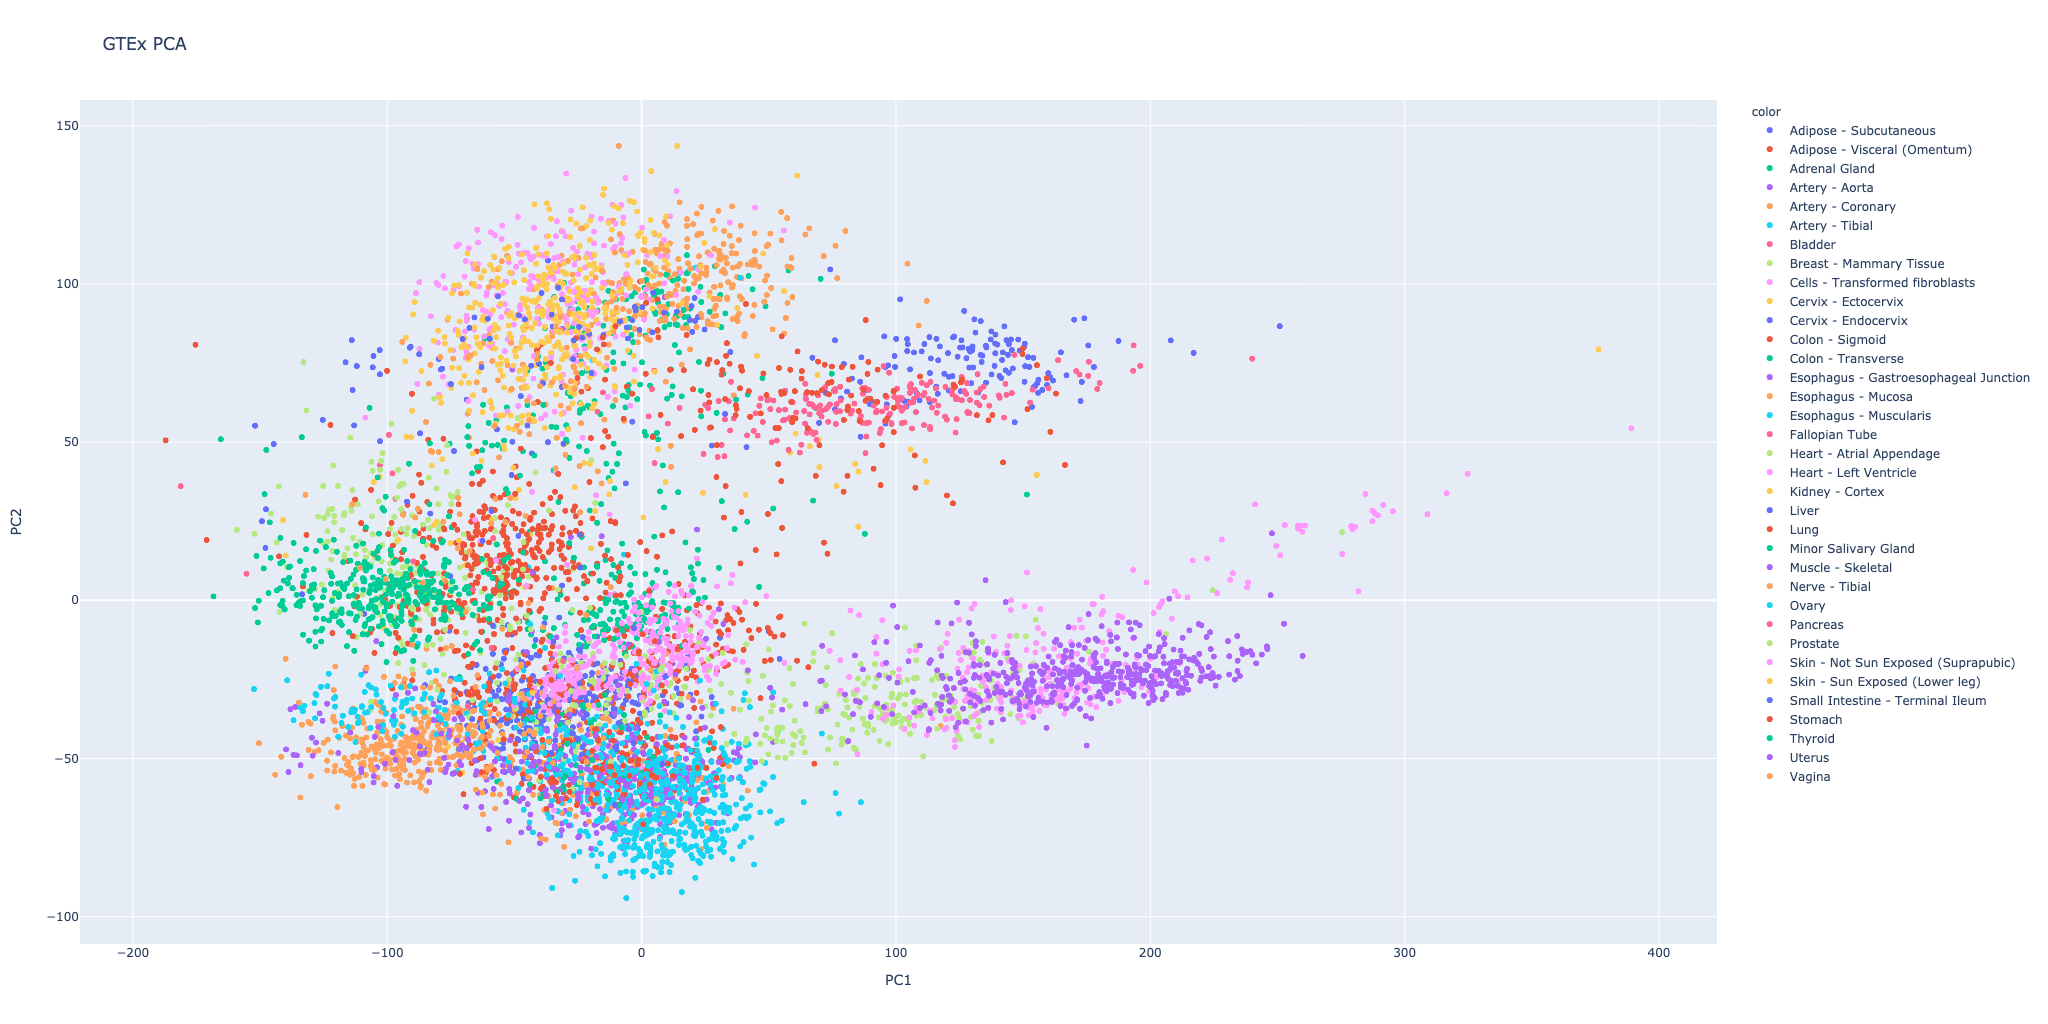 GTEx PCA
150
100
50
0
−50
−100
PC2
−200
−100
0
100
200
300
400
PC1
color
Adipose - Subcutaneous
Adipose - Visceral (Omentum)
Adrenal Gland
Artery - Aorta
Artery - Coronary
Artery - Tibial
Bladder
Breast - Mammary Tissue
Cells - Transformed fibroblasts
Cervix - Ectocervix
Cervix - Endocervix
Colon - Sigmoid
Colon - Transverse
Esophagus - Gastroesophageal Junction
Esophagus - Mucosa
Esophagus - Muscularis
Fallopian Tube
Heart - Atrial Appendage
Heart - Left Ventricle
Kidney - Cortex
Liver
Lung
Minor Salivary Gland
Muscle - Skeletal
Nerve - Tibial
Ovary
Pancreas
Prostate
Skin - Not Sun Exposed (Suprapubic)
Skin - Sun Exposed (Lower leg)
Small Intestine - Terminal Ileum
Stomach
Thyroid
Uterus
Vagina